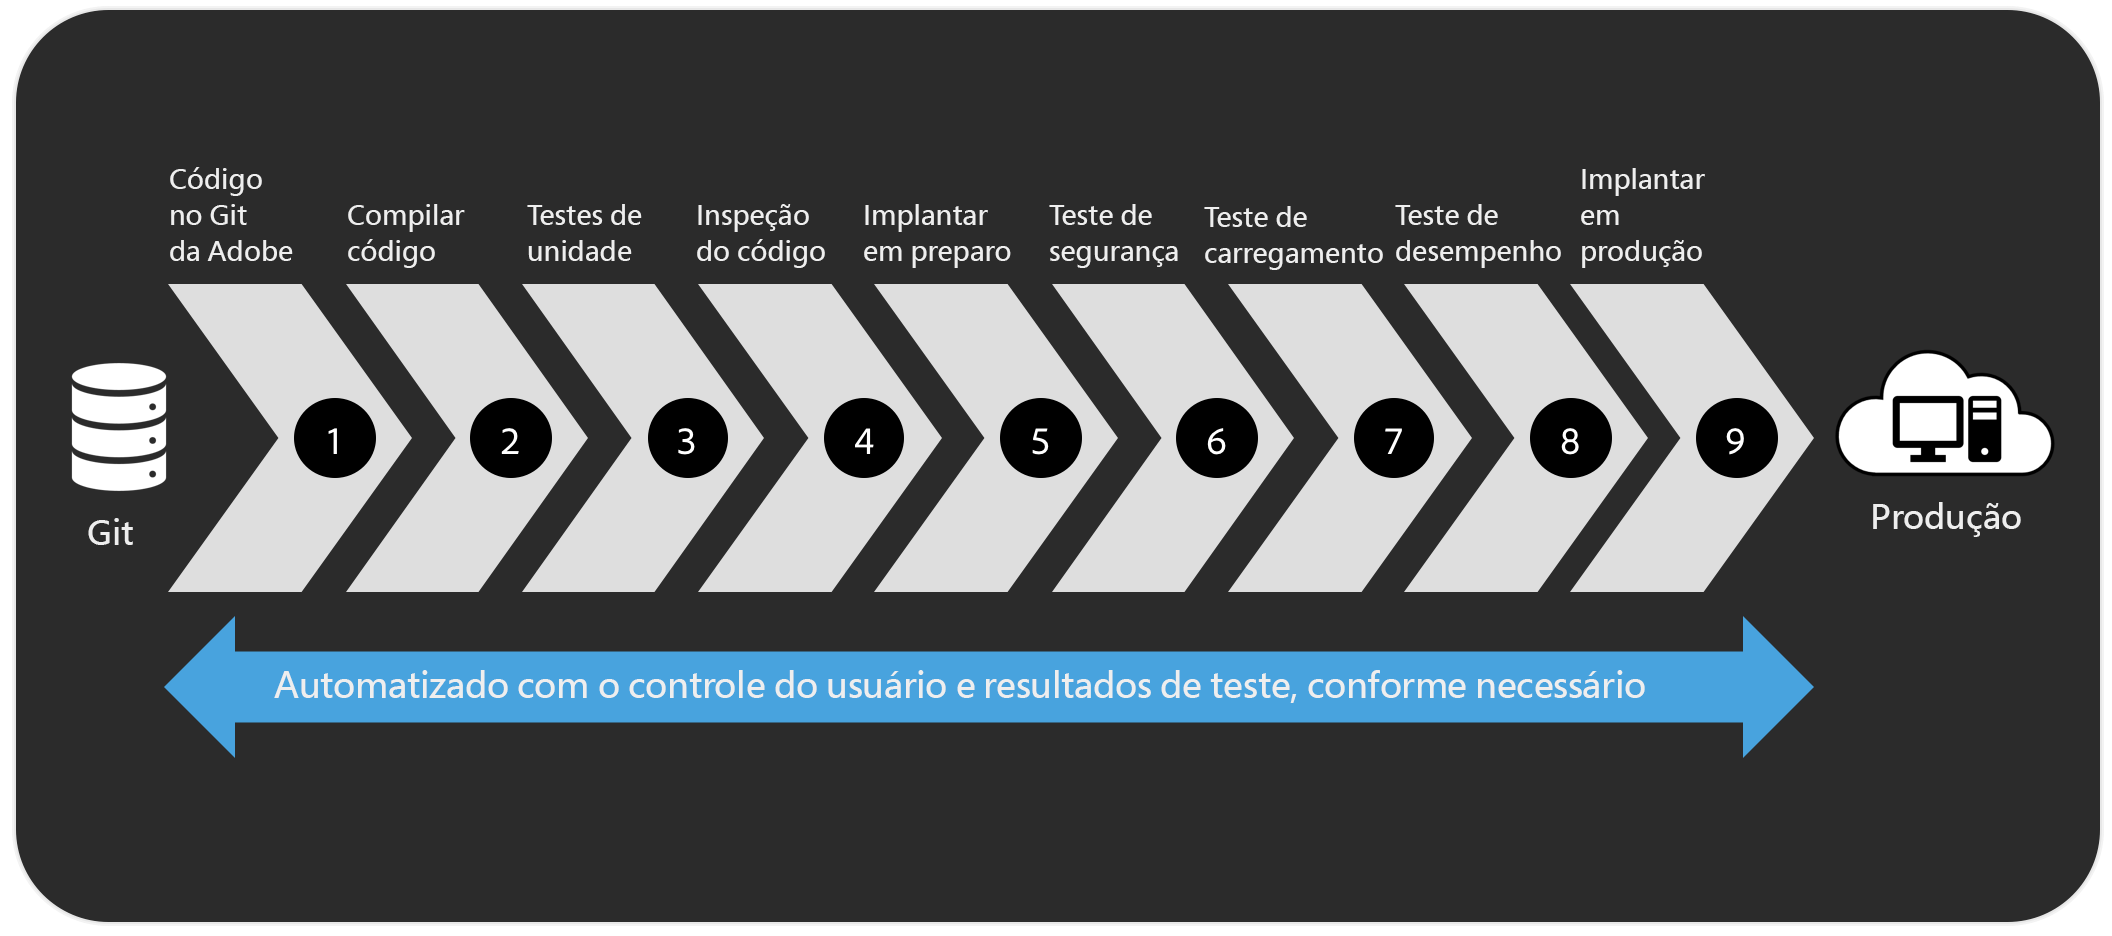 Código
no Git
da Adobe
Compilar
código
Testes de
unidade
Inspeção
do código
Implantar
em preparo
Teste de
segurança
Teste de
carregamento
Teste de
desempenho
Implantar
em
produção
1
2
3
4
5
6
7
8
9
Git
Produção
Automatizado com o controle do usuário e resultados de teste, conforme necessário